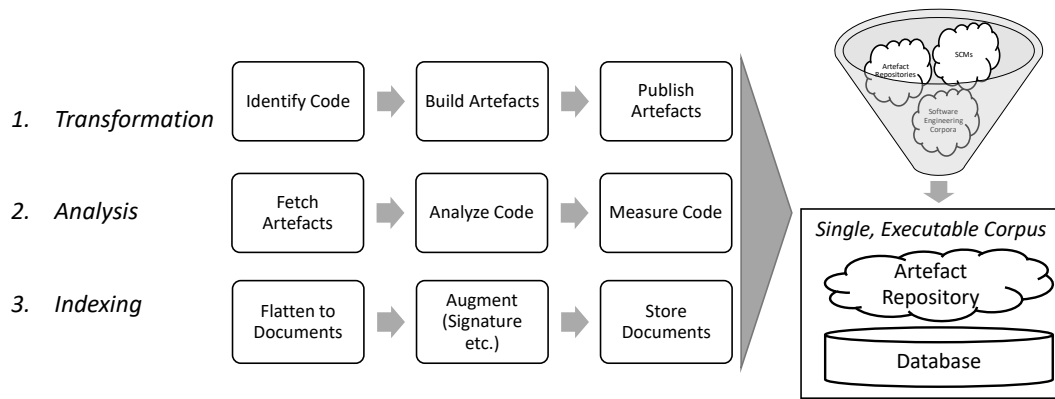 1. Transformation
Identify Code
Build Artefacts
Publish
Artefacts
2. Analysis
Fetch
Artefacts
Analyze Code
Measure Code
3. Indexing
Flatten to
Documents
Augment
(Signature
etc.)
Store
Documents
SCMs
Artefact
Repositories
Software
Engineering
Corpora
Single, Executable Corpus
Artefact
Repository
Database